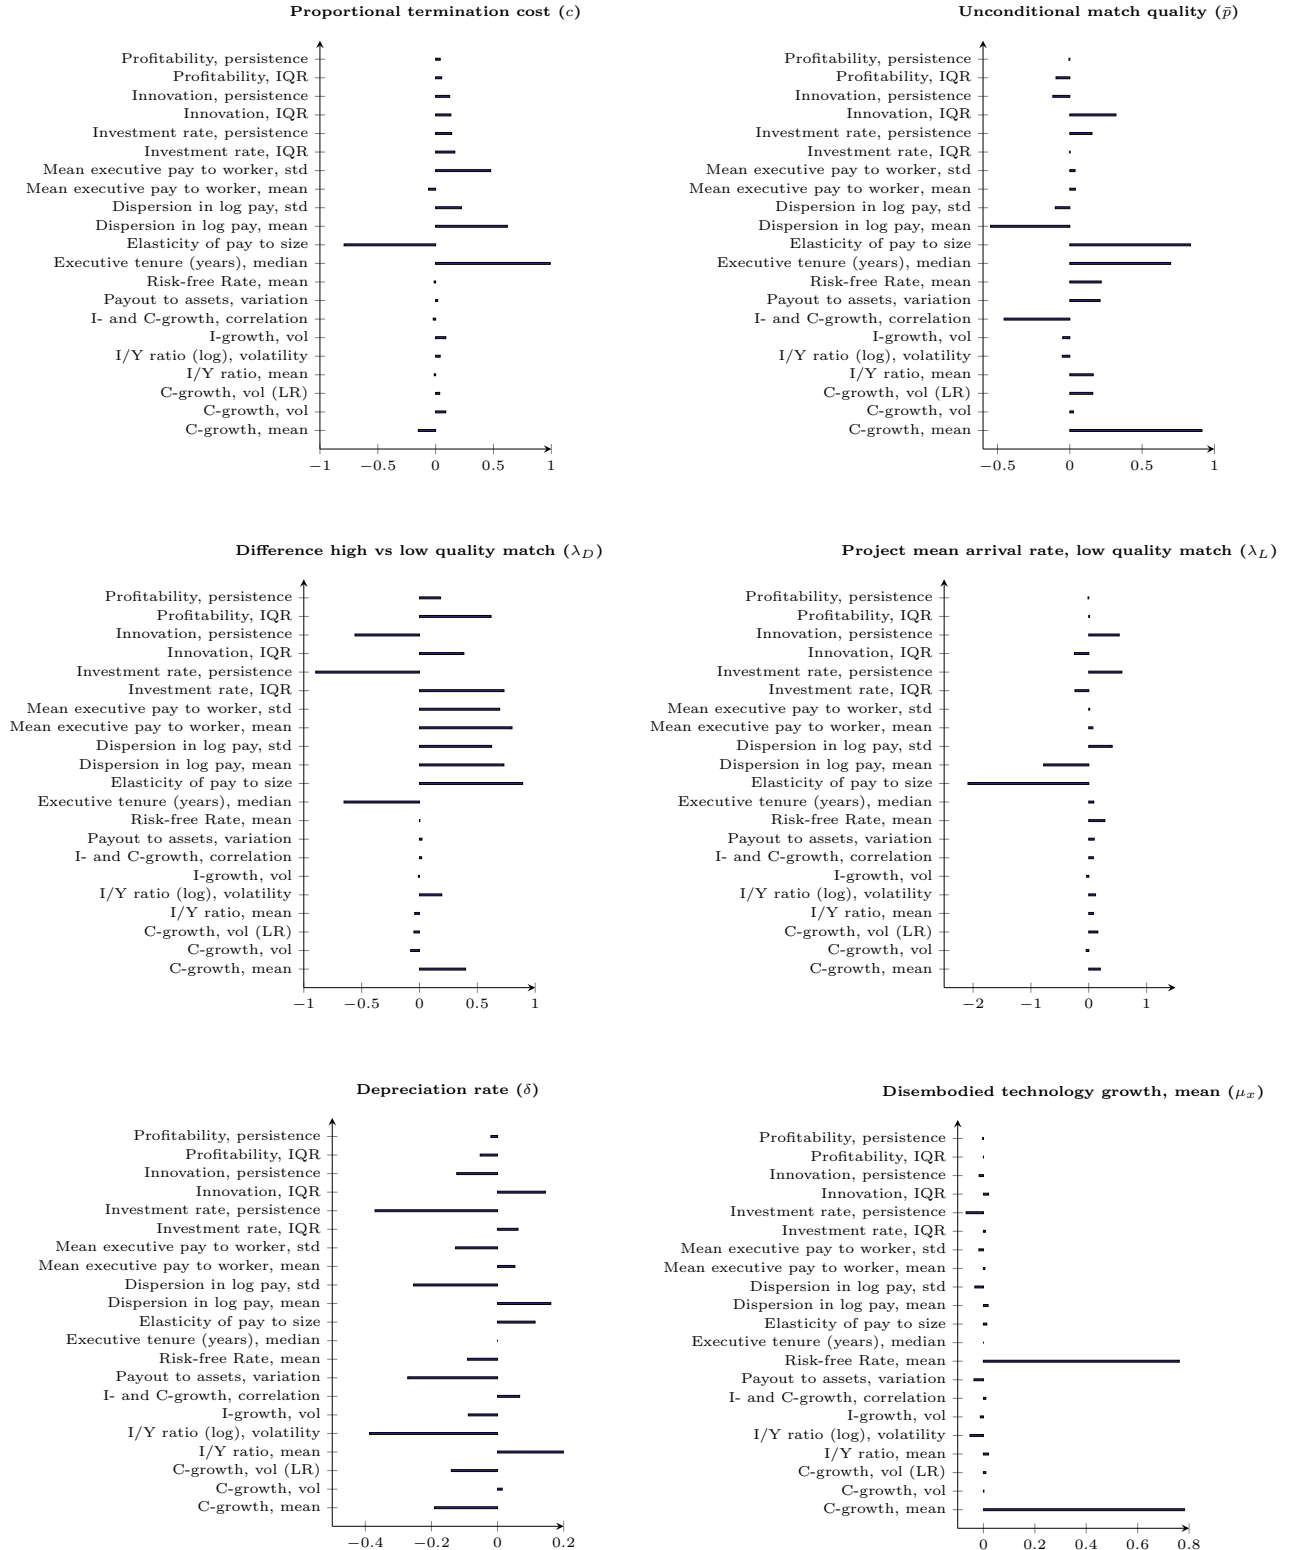 Proportional termination cost (c)
Profitability, persistence
Profitability, IQR
Innovation, persistence
Innovation, IQR
Investment rate, persistence
Investment rate, IQR
Mean executive pay to worker, std
Mean executive pay to worker, mean
Dispersion in log pay, std
Dispersion in log pay, mean
Elasticity of pay to size
Executive tenure (years), median
Risk-free Rate, mean
Payout to assets, variation
I- and C-growth, correlation
I-growth, vol
I/Y ratio (log), volatility
I/Y ratio, mean
C-growth, vol (LR)
C-growth, vol
C-growth, mean
−1 −0.5 0 0.5 1
Unconditional match quality (p̄)
Profitability, persistence
Profitability, IQR
Innovation, persistence
Innovation, IQR
Investment rate, persistence
Investment rate, IQR
Mean executive pay to worker, std
Mean executive pay to worker, mean
Dispersion in log pay, std
Dispersion in log pay, mean
Elasticity of pay to size
Executive tenure (years), median
Risk-free Rate, mean
Payout to assets, variation
I- and C-growth, correlation
I-growth, vol
I/Y ratio (log), volatility
I/Y ratio, mean
C-growth, vol (LR)
C-growth, vol
C-growth, mean
−0.5 0 0.5 1
Difference high vs low quality match (λ_D)
Profitability, persistence
Profitability, IQR
Innovation, persistence
Innovation, IQR
Investment rate, persistence
Investment rate, IQR
Mean executive pay to worker, std
Mean executive pay to worker, mean
Dispersion in log pay, std
Dispersion in log pay, mean
Elasticity of pay to size
Executive tenure (years), median
Risk-free Rate, mean
Payout to assets, variation
I- and C-growth, correlation
I-growth, vol
I/Y ratio (log), volatility
I/Y ratio, mean
C-growth, vol (LR)
C-growth, vol
C-growth, mean
−1 −0.5 0 0.5 1
Project mean arrival rate, low quality match (λ_L)
Profitability, persistence
Profitability, IQR
Innovation, persistence
Innovation, IQR
Investment rate, persistence
Investment rate, IQR
Mean executive pay to worker, std
Mean executive pay to worker, mean
Dispersion in log pay, std
Dispersion in log pay, mean
Elasticity of pay to size
Executive tenure (years), median
Risk-free Rate, mean
Payout to assets, variation
I- and C-growth, correlation
I-growth, vol
I/Y ratio (log), volatility
I/Y ratio, mean
C-growth, vol (LR)
C-growth, vol
C-growth, mean
−2 −1 0 1
Depreciation rate (δ)
Profitability, persistence
Profitability, IQR
Innovation, persistence
Innovation, IQR
Investment rate, persistence
Investment rate, IQR
Mean executive pay to worker, std
Mean executive pay to worker, mean
Dispersion in log pay, std
Dispersion in log pay, mean
Elasticity of pay to size
Executive tenure (years), median
Risk-free Rate, mean
Payout to assets, variation
I- and C-growth, correlation
I-growth, vol
I/Y ratio (log), volatility
I/Y ratio, mean
C-growth, vol (LR)
C-growth, vol
C-growth, mean
−0.4 −0.2 0 0.2
Disembodied technology growth, mean (μ_x)
Profitability, persistence
Profitability, IQR
Innovation, persistence
Innovation, IQR
Investment rate, persistence
Investment rate, IQR
Mean executive pay to worker, std
Mean executive pay to worker, mean
Dispersion in log pay, std
Dispersion in log pay, mean
Elasticity of pay to size
Executive tenure (years), median
Risk-free Rate, mean
Payout to assets, variation
I- and C-growth, correlation
I-growth, vol
I/Y ratio (log), volatility
I/Y ratio, mean
C-growth, vol (LR)
C-growth, vol
C-growth, mean
0 0.2 0.4 0.6 0.8